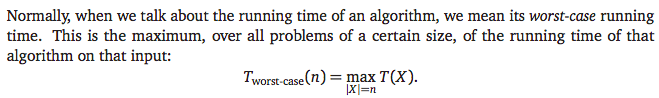 Normally, when we talk about the running time of an algorithm, we mean its worst-case running
time. This is the maximum, over all problems of a certain size, of the running time of that
algorithm on that input:
T_worst-case(n) = max_{|X|=n} T(X).